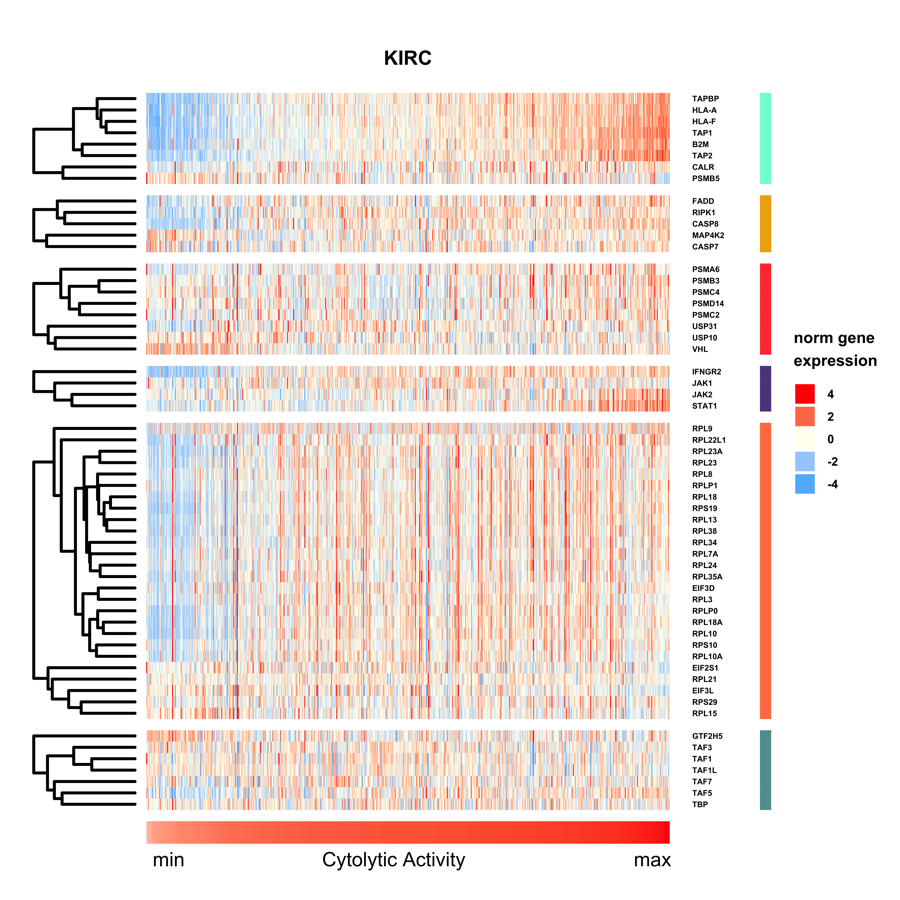 KIRC
TAPBP
HLA-A
HLA-F
TAP1
B2M
TAP2
CALR
PSMB5
FADD
RIPK1
CASP8
MAP4K2
CASP7
PSMA6
PSMB3
PSMC4
PSMD14
PSMC2
USP31
USP10
VHL
IFNGR2
JAK1
JAK2
STAT1
RPL9
RPL22L1
RPL23A
RPL23
RPL8
RPLP1
RPL18
RPS19
RPL13
RPL38
RPL34
RPL7A
RPL24
RPL35A
EIF3D
RPL3
RPLP0
RPL18A
RPL10
RPS10
RPL10A
EIF2S1
RPL21
EIF3L
RPS29
RPL15
GTF2H5
TAF3
TAF1
TAF1L
TAF7
TAF5
TBP
norm gene
expression
4
2
0
-2
-4
min Cytolytic Activity max